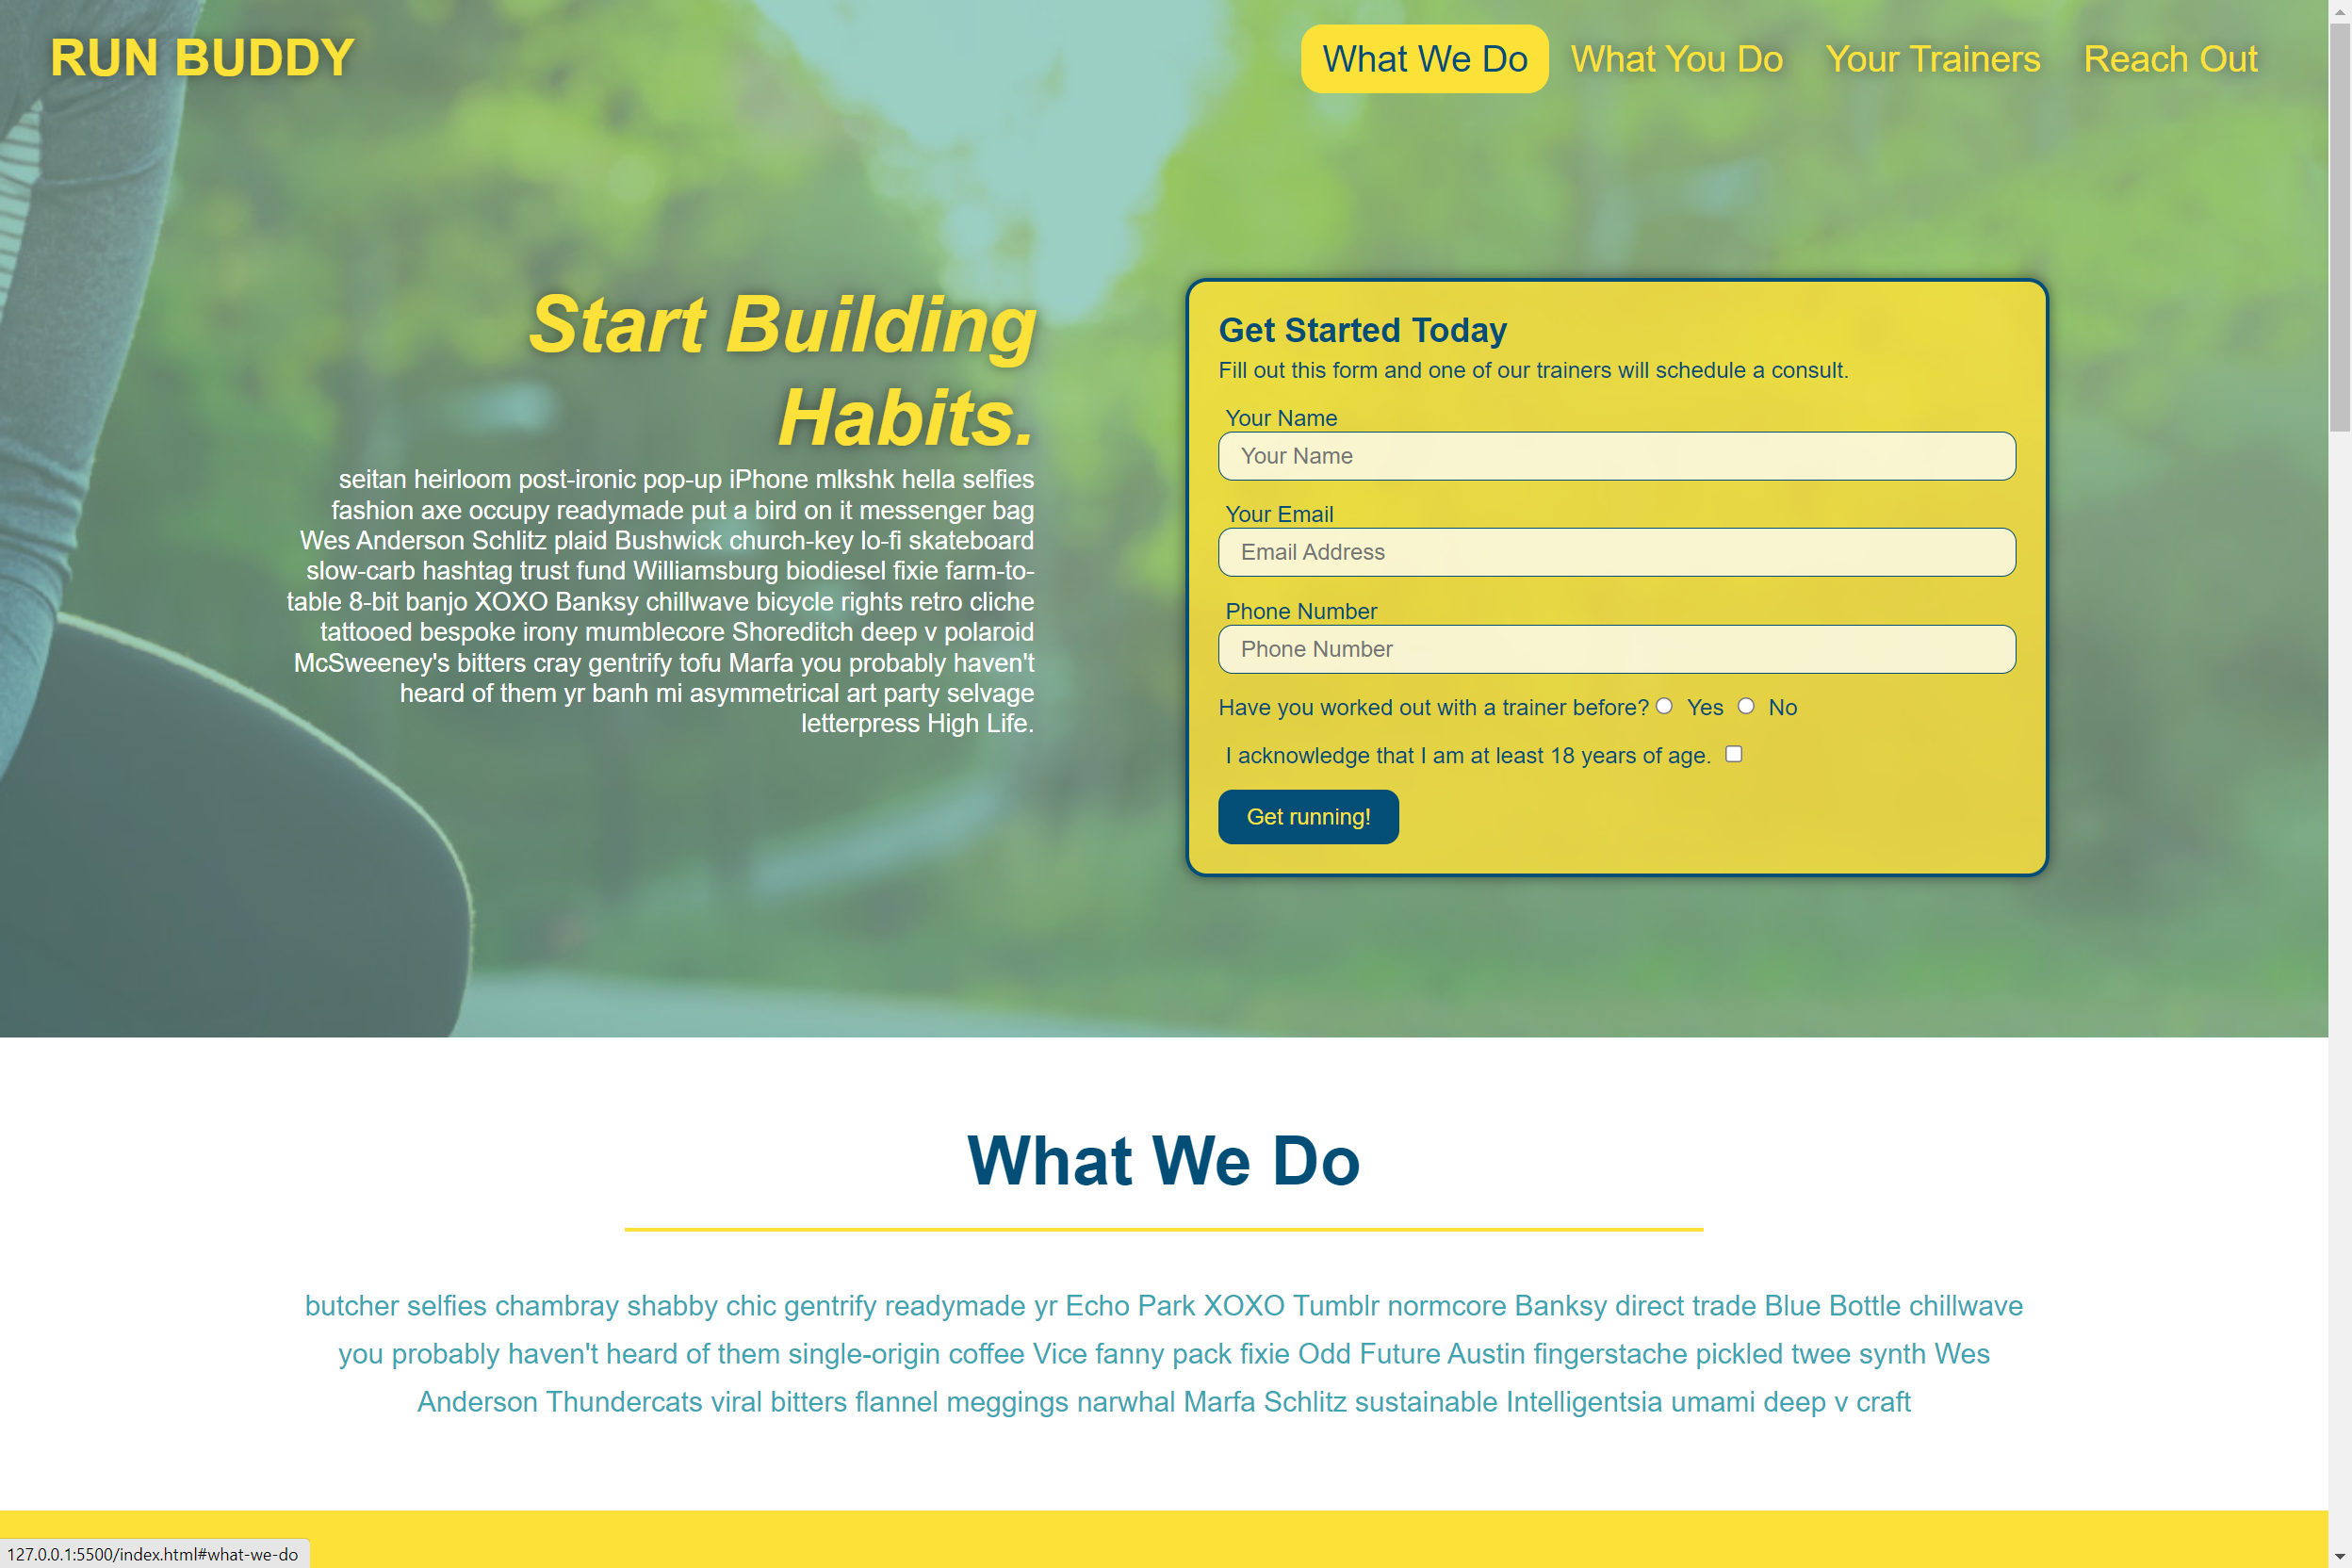 RUN BUDDY
What We Do
What You Do
Your Trainers
Reach Out
Start Building
Habits.
seitan heirloom post-ironic pop-up iPhone mlkshk hella selfies
fashion axe occupy readymade put a bird on it messenger bag
Wes Anderson Schlitz plaid Bushwick church-key lo-fi skateboard
slow-carb hashtag trust fund Williamsburg biodiesel fixie farm-to-
table 8-bit banjo XOXO Banksy chillwave bicycle rights retro cliche
tattooed bespoke irony mumblecore Shoreditch deep v polaroid
McSweeney's bitters cray gentrify tofu Marfa you probably haven't
heard of them yr banh mi asymmetrical art party selvage
letterpress High Life.
Get Started Today
Fill out this form and one of our trainers will schedule a consult.
Your Name
Your Name
Your Email
Email Address
Phone Number
Phone Number
Have you worked out with a trainer before? Yes No
I acknowledge that I am at least 18 years of age.
Get running!
What We Do
butcher selfies chambray shabby chic gentrify readymade yr Echo Park XOXO Tumblr normcore Banksy direct trade Blue Bottle chillwave
you probably haven't heard of them single-origin coffee Vice fanny pack fixie Odd Future Austin fingerstache pickled twee synth Wes
Anderson Thundercats viral bitters flannel meggings narwhal Marfa Schlitz sustainable Intelligentsia umami deep v craft
127.0.0.1:5500/index.html#what-we-do